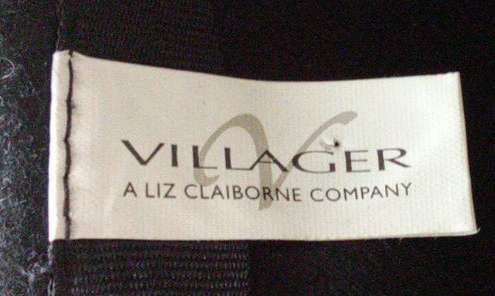 VILLAGER
A LIZ CLAIBORNE COMPANY